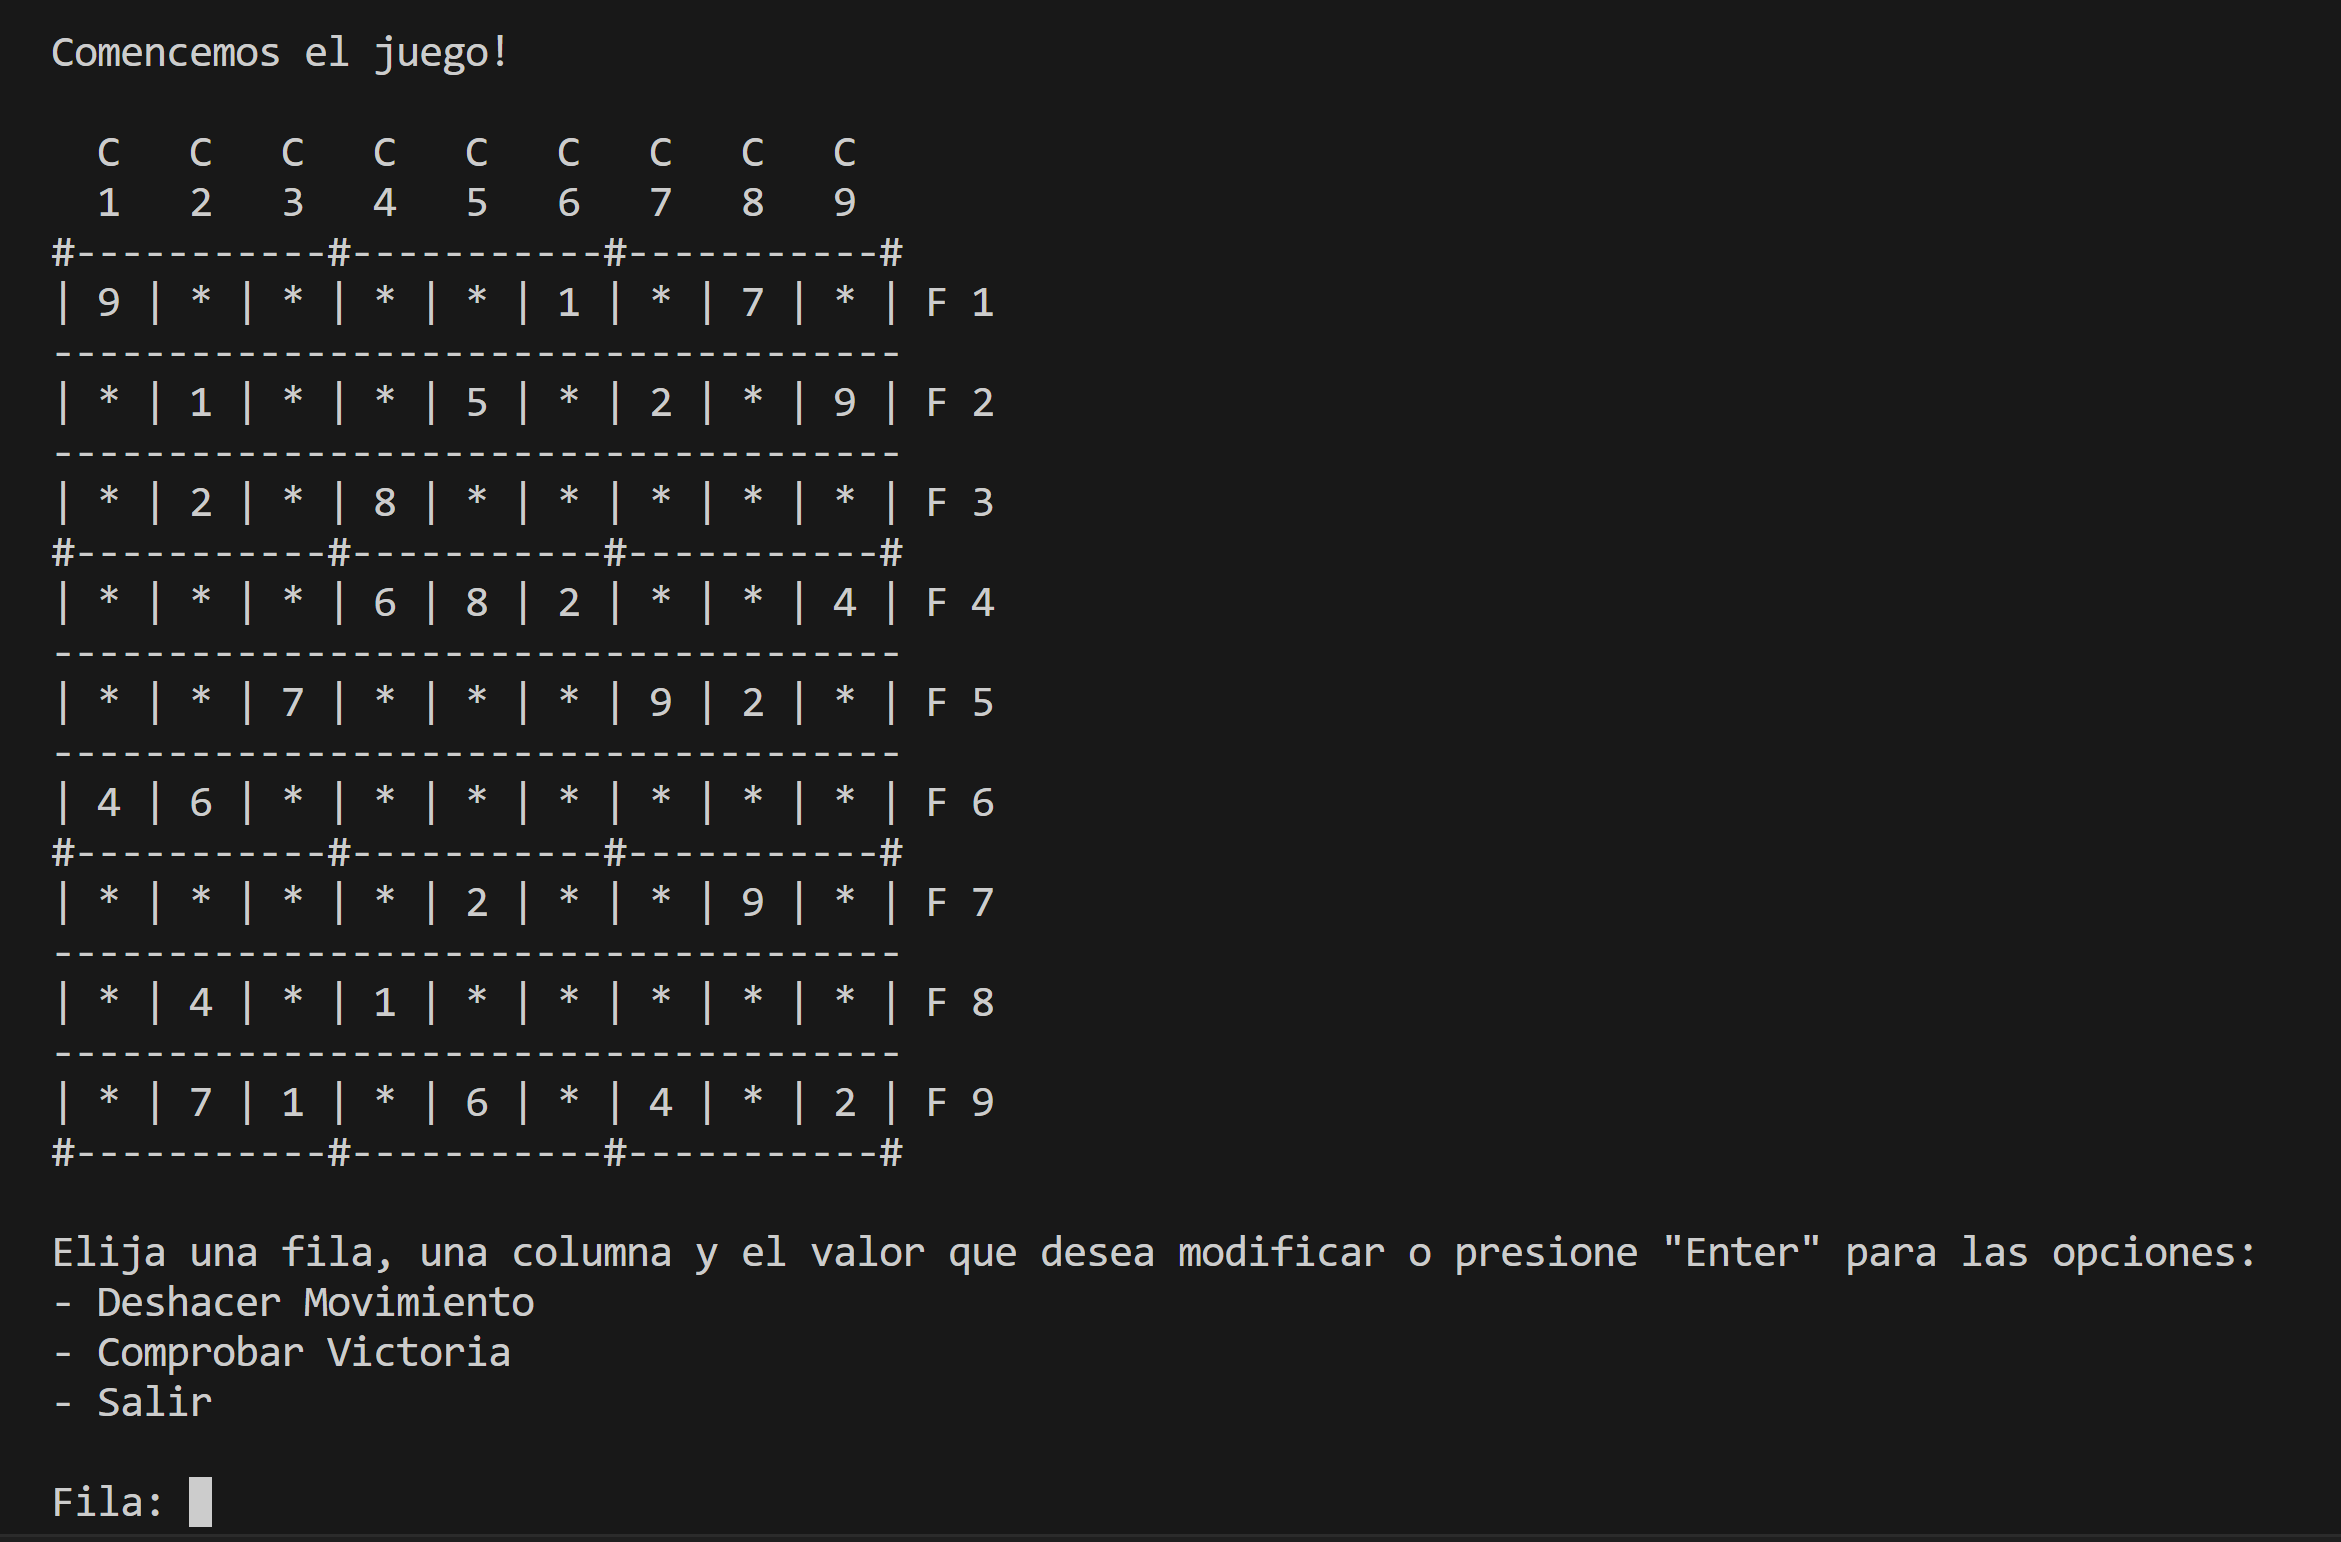 Comencemos el juego!
  C   C   C   C   C   C   C   C   C
  1   2   3   4   5   6   7   8   9
#-----------#-----------#-----------#
| 9 | * | * | * | * | 1 | * | 7 | * | F 1
-------------------------------------
| * | 1 | * | * | 5 | * | 2 | * | 9 | F 2
-------------------------------------
| * | 2 | * | 8 | * | * | * | * | * | F 3
#-----------#-----------#-----------#
| * | * | * | 6 | 8 | 2 | * | * | 4 | F 4
-------------------------------------
| * | * | 7 | * | * | * | 9 | 2 | * | F 5
-------------------------------------
| 4 | 6 | * | * | * | * | * | * | * | F 6
#-----------#-----------#-----------#
| * | * | * | * | 2 | * | * | 9 | * | F 7
-------------------------------------
| * | 4 | * | 1 | * | * | * | * | * | F 8
-------------------------------------
| * | 7 | 1 | * | 6 | * | 4 | * | 2 | F 9
#-----------#-----------#-----------#
Elija una fila, una columna y el valor que desea modificar o presione "Enter" para las opciones:
- Deshacer Movimiento
- Comprobar Victoria
- Salir
Fila: